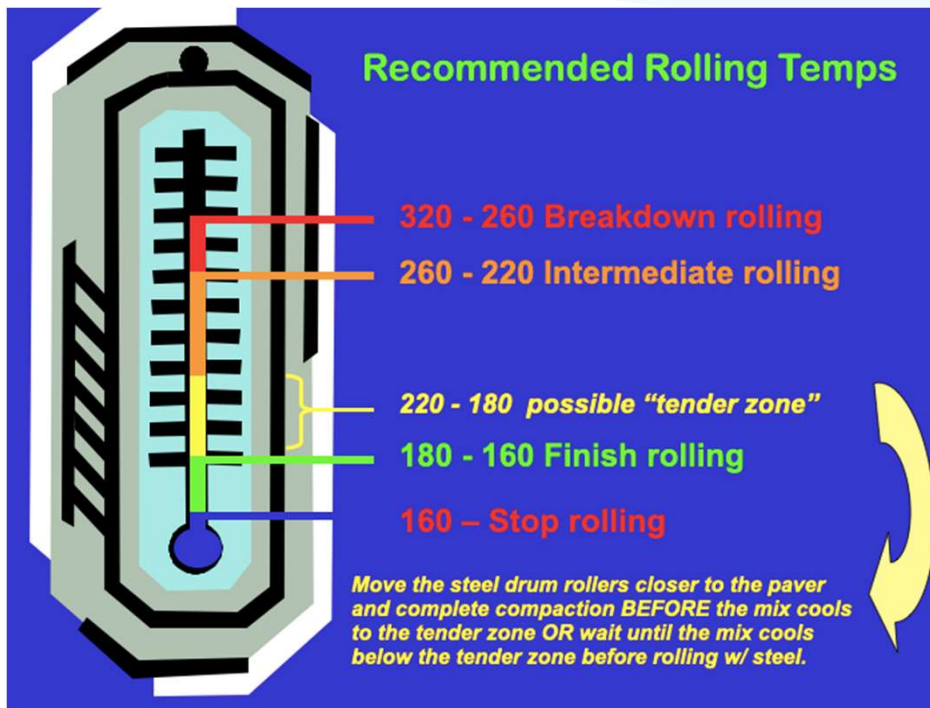 Recommended Rolling Temps
320 - 260 Breakdown rolling
260 - 220 Intermediate rolling
220 - 180 possible “tender zone”
180 - 160 Finish rolling
160 – Stop rolling
Move the steel drum rollers closer to the paver
and complete compaction BEFORE the mix cools
to the tender zone OR wait until the mix cools
below the tender zone before rolling w/ steel.